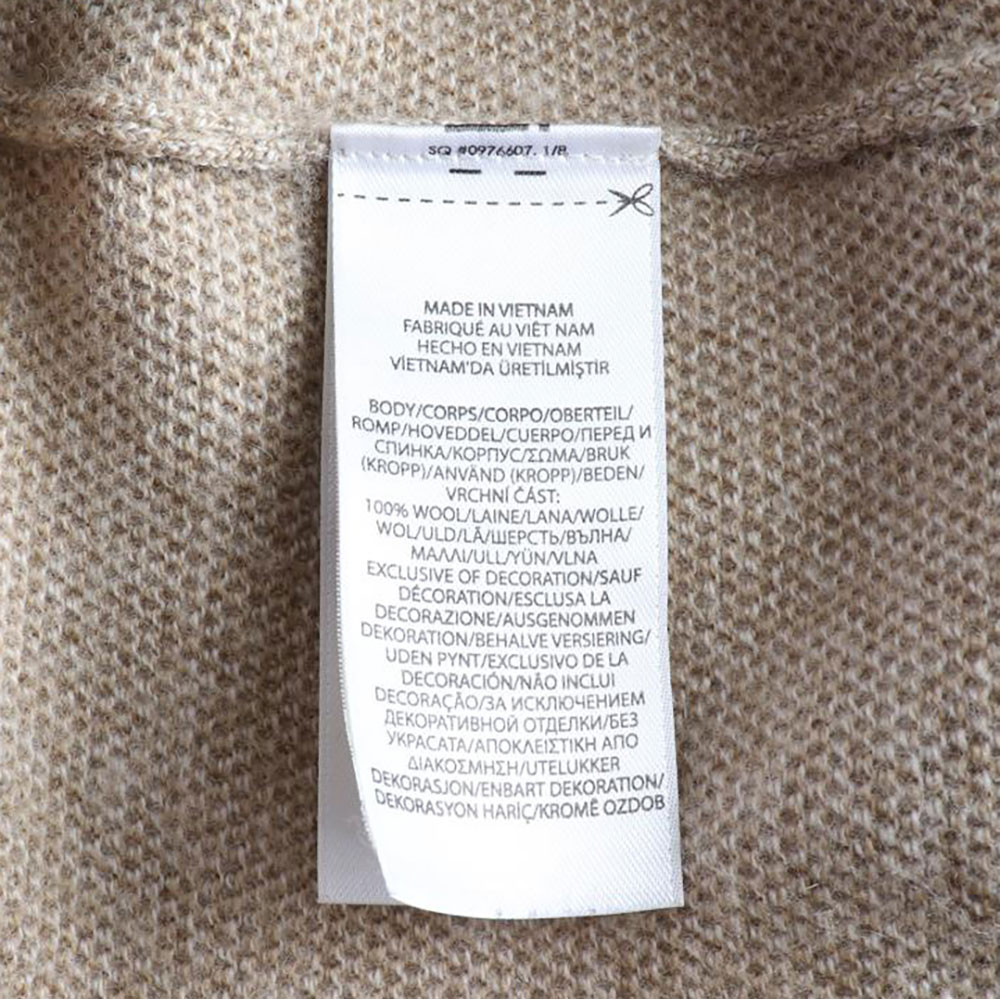 SQ #0976607. 1/B
MADE IN VIETNAM
FABRIQUÉ AU VIÊT NAM
HECHO EN VIETNAM
VİETNAM'DA ÜRETİLMİŞTİR
BODY/CORPS/CORPO/OBERTEIL/
ROMP/HOVEDDEL/CUERPO/ПЕРЕД И
СПИНКА/КОРПУС/ΣΩΜΑ/BRUK
(KROPP)/ANVÄND (KROPP)/BEDEN/
VRCHNÍ ČÁST:
100% WOOL/LAINE/LANA/WOLLE/
WOL/ULD/LÃ/ШЕРСТЬ/ВЪЛНА/
ΜΑΛΛΙ/ULL/YÜN/VLNA
EXCLUSIVE OF DECORATION/SAUF
DÉCORATION/ESCLUSA LA
DECORAZIONE/AUSGENOMMEN
DEKORATION/BEHALVE VERSIERING/
UDEN PYNT/EXCLUSIVO DE LA
DECORACIÓN/NÃO INCLUI
DECORAÇÃO/ЗА ИСКЛЮЧЕНИЕМ
ДЕКОРАТИВНОЙ ОТДЕЛКИ/БЕЗ
УКРАСАТА/ΑΠΟΚΛΕΙΣΤΙΚΗ ΑΠΟ
ΔΙΑΚΟΣΜΗΣΗ/UTELUKKER
DEKORASJON/ENBART DEKORATION/
DEKORASYON HARİÇ/KROMĚ OZDOB